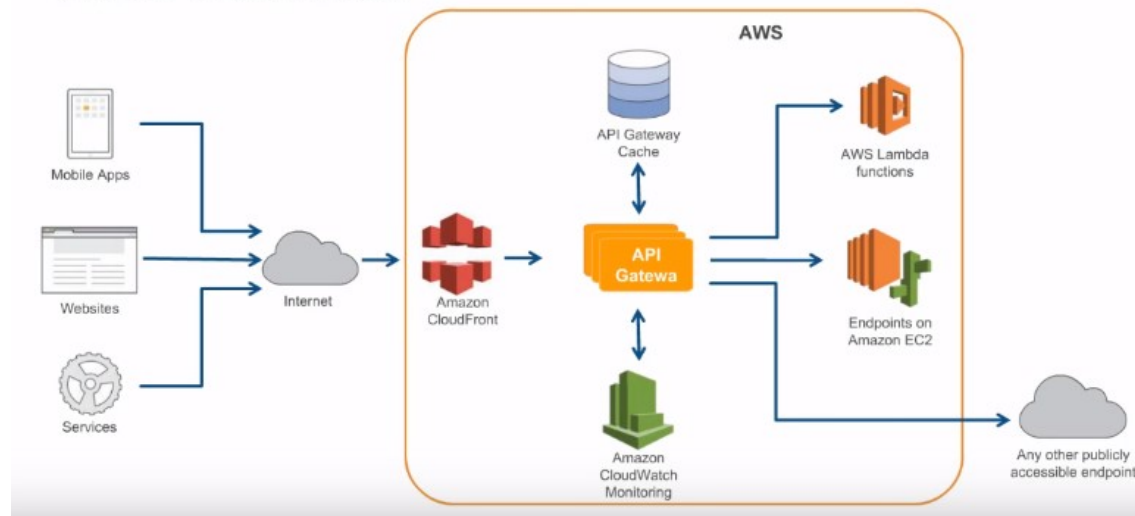 AWS
API Gateway
Cache
Mobile Apps
AWS Lambda
functions
API
Gatewa
Websites
Internet
Amazon
CloudFront
Endpoints on
Amazon EC2
Services
Amazon
CloudWatch
Monitoring
Any other publicly
accessible endpoint